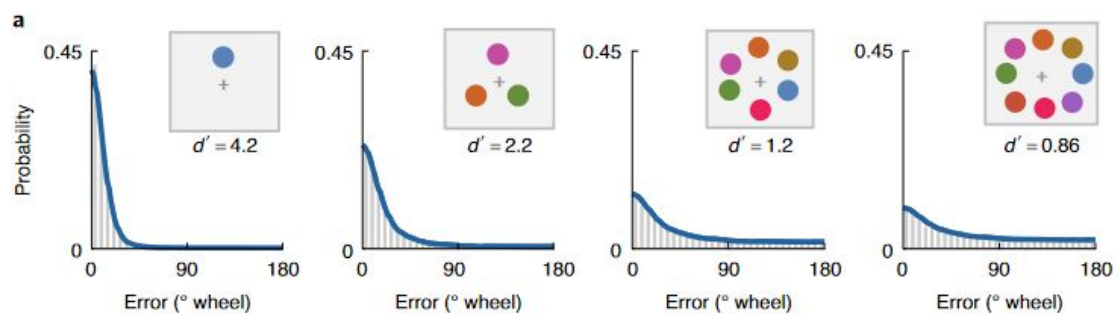 a
Probability
0.45
0
0 90 180
Error (° wheel)
d′ = 4.2
0.45
0
0 90 180
Error (° wheel)
d′ = 2.2
0.45
0
0 90 180
Error (° wheel)
d′ = 1.2
0.45
0
0 90 180
Error (° wheel)
d′ = 0.86